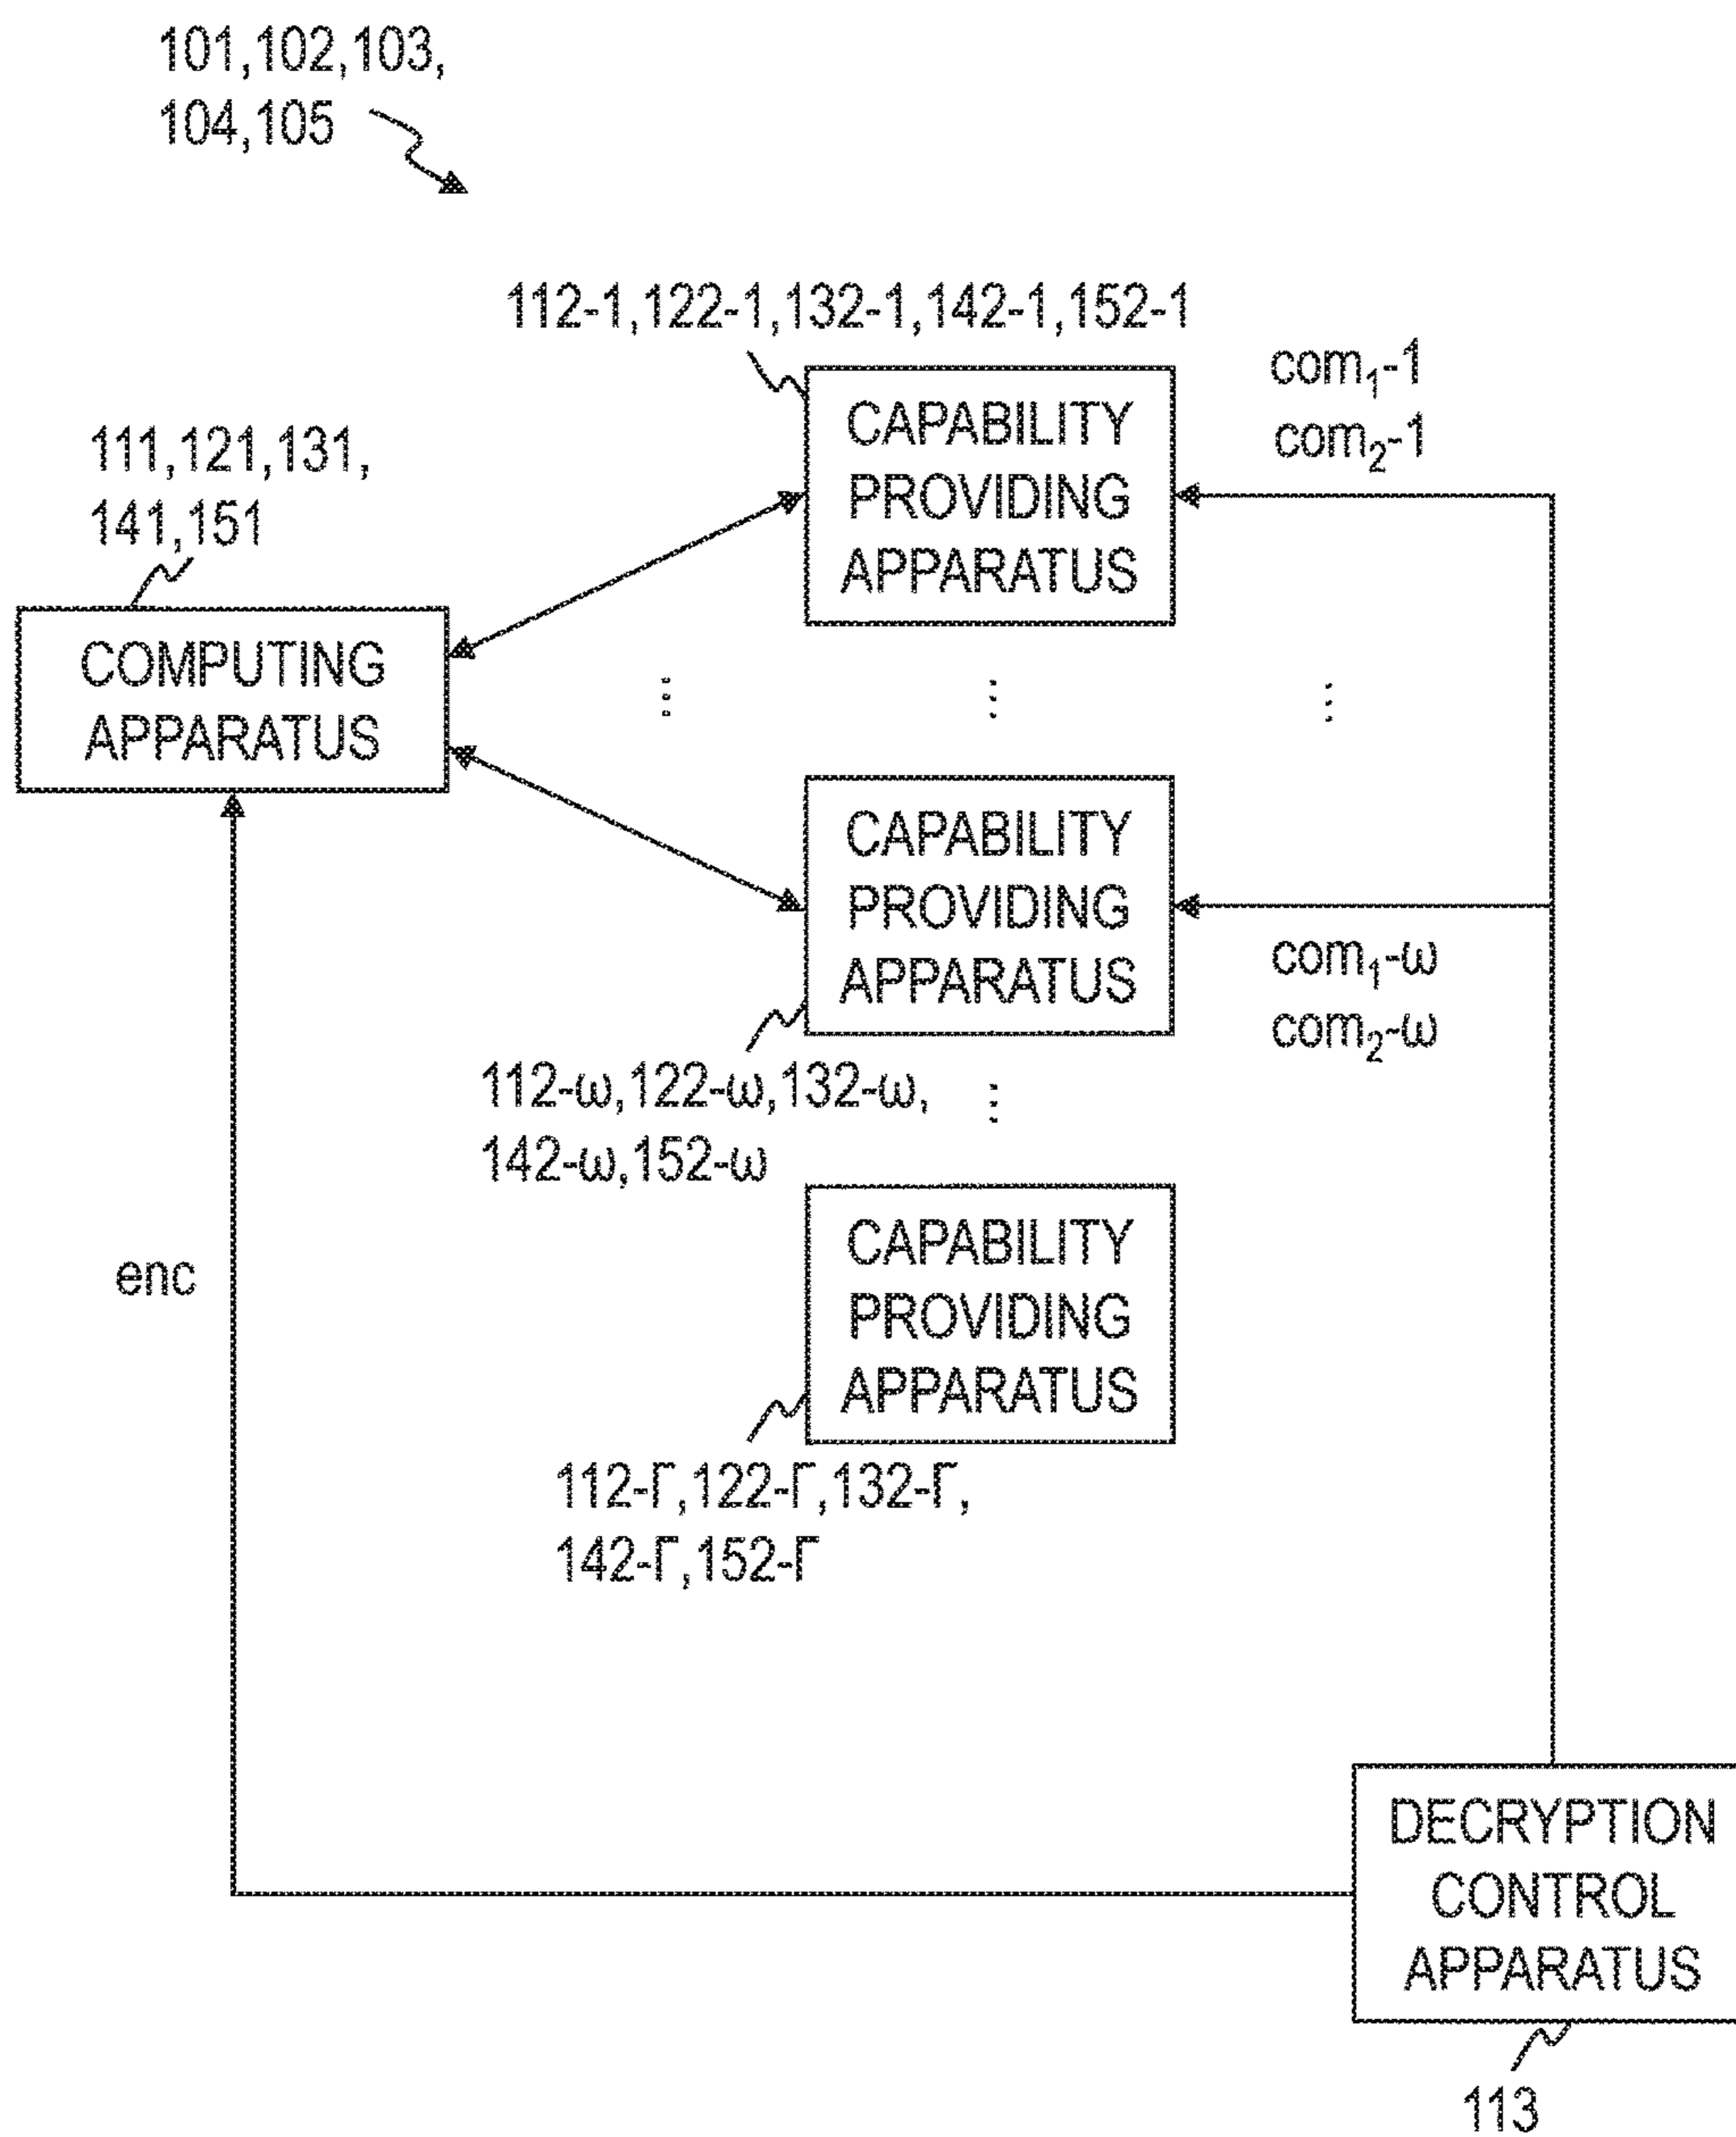 101,102,103,
104,105
112-1,122-1,132-1,142-1,152-1
com₁-1
com₂-1
CAPABILITY
PROVIDING
APPARATUS
111,121,131,
141,151
COMPUTING
APPARATUS
CAPABILITY
PROVIDING
APPARATUS
com₁-ω
com₂-ω
112-ω,122-ω,132-ω,
142-ω,152-ω
enc
CAPABILITY
PROVIDING
APPARATUS
112-Γ,122-Γ,132-Γ,
142-Γ,152-Γ
DECRYPTION
CONTROL
APPARATUS
113